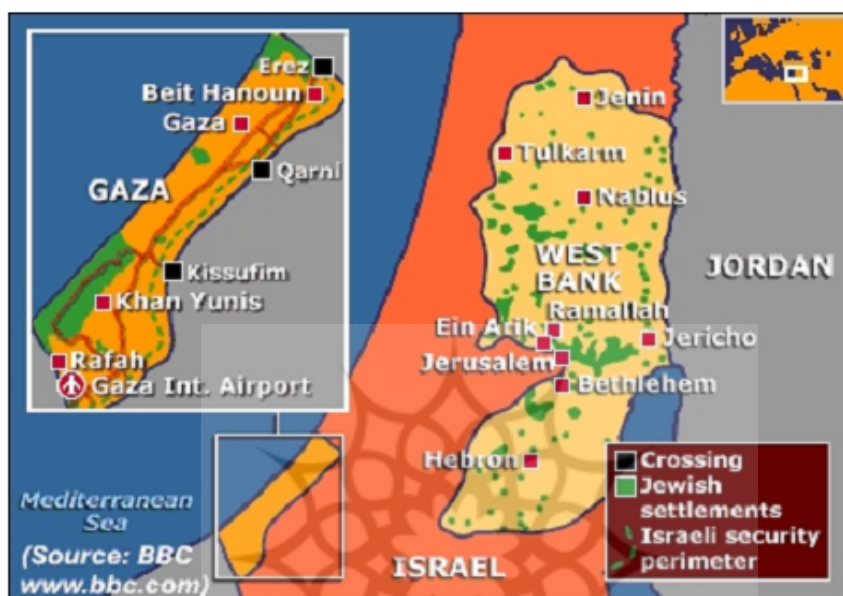 Erez
Beit Hanoun
Gaza
Qarni
GAZA
Kissufim
Khan Yunis
Rafah
Gaza Int. Airport
Jenin
Tulkarm
Nablus
WEST
BANK
JORDAN
Ramallah
Ein Arik
Jericho
Jerusalem
Bethlehem
Hebron
Mediterranean
Sea
(Source: BBC
www.bbc.com)
ISRAEL
Crossing
Jewish
settlements
Israeli security
perimeter